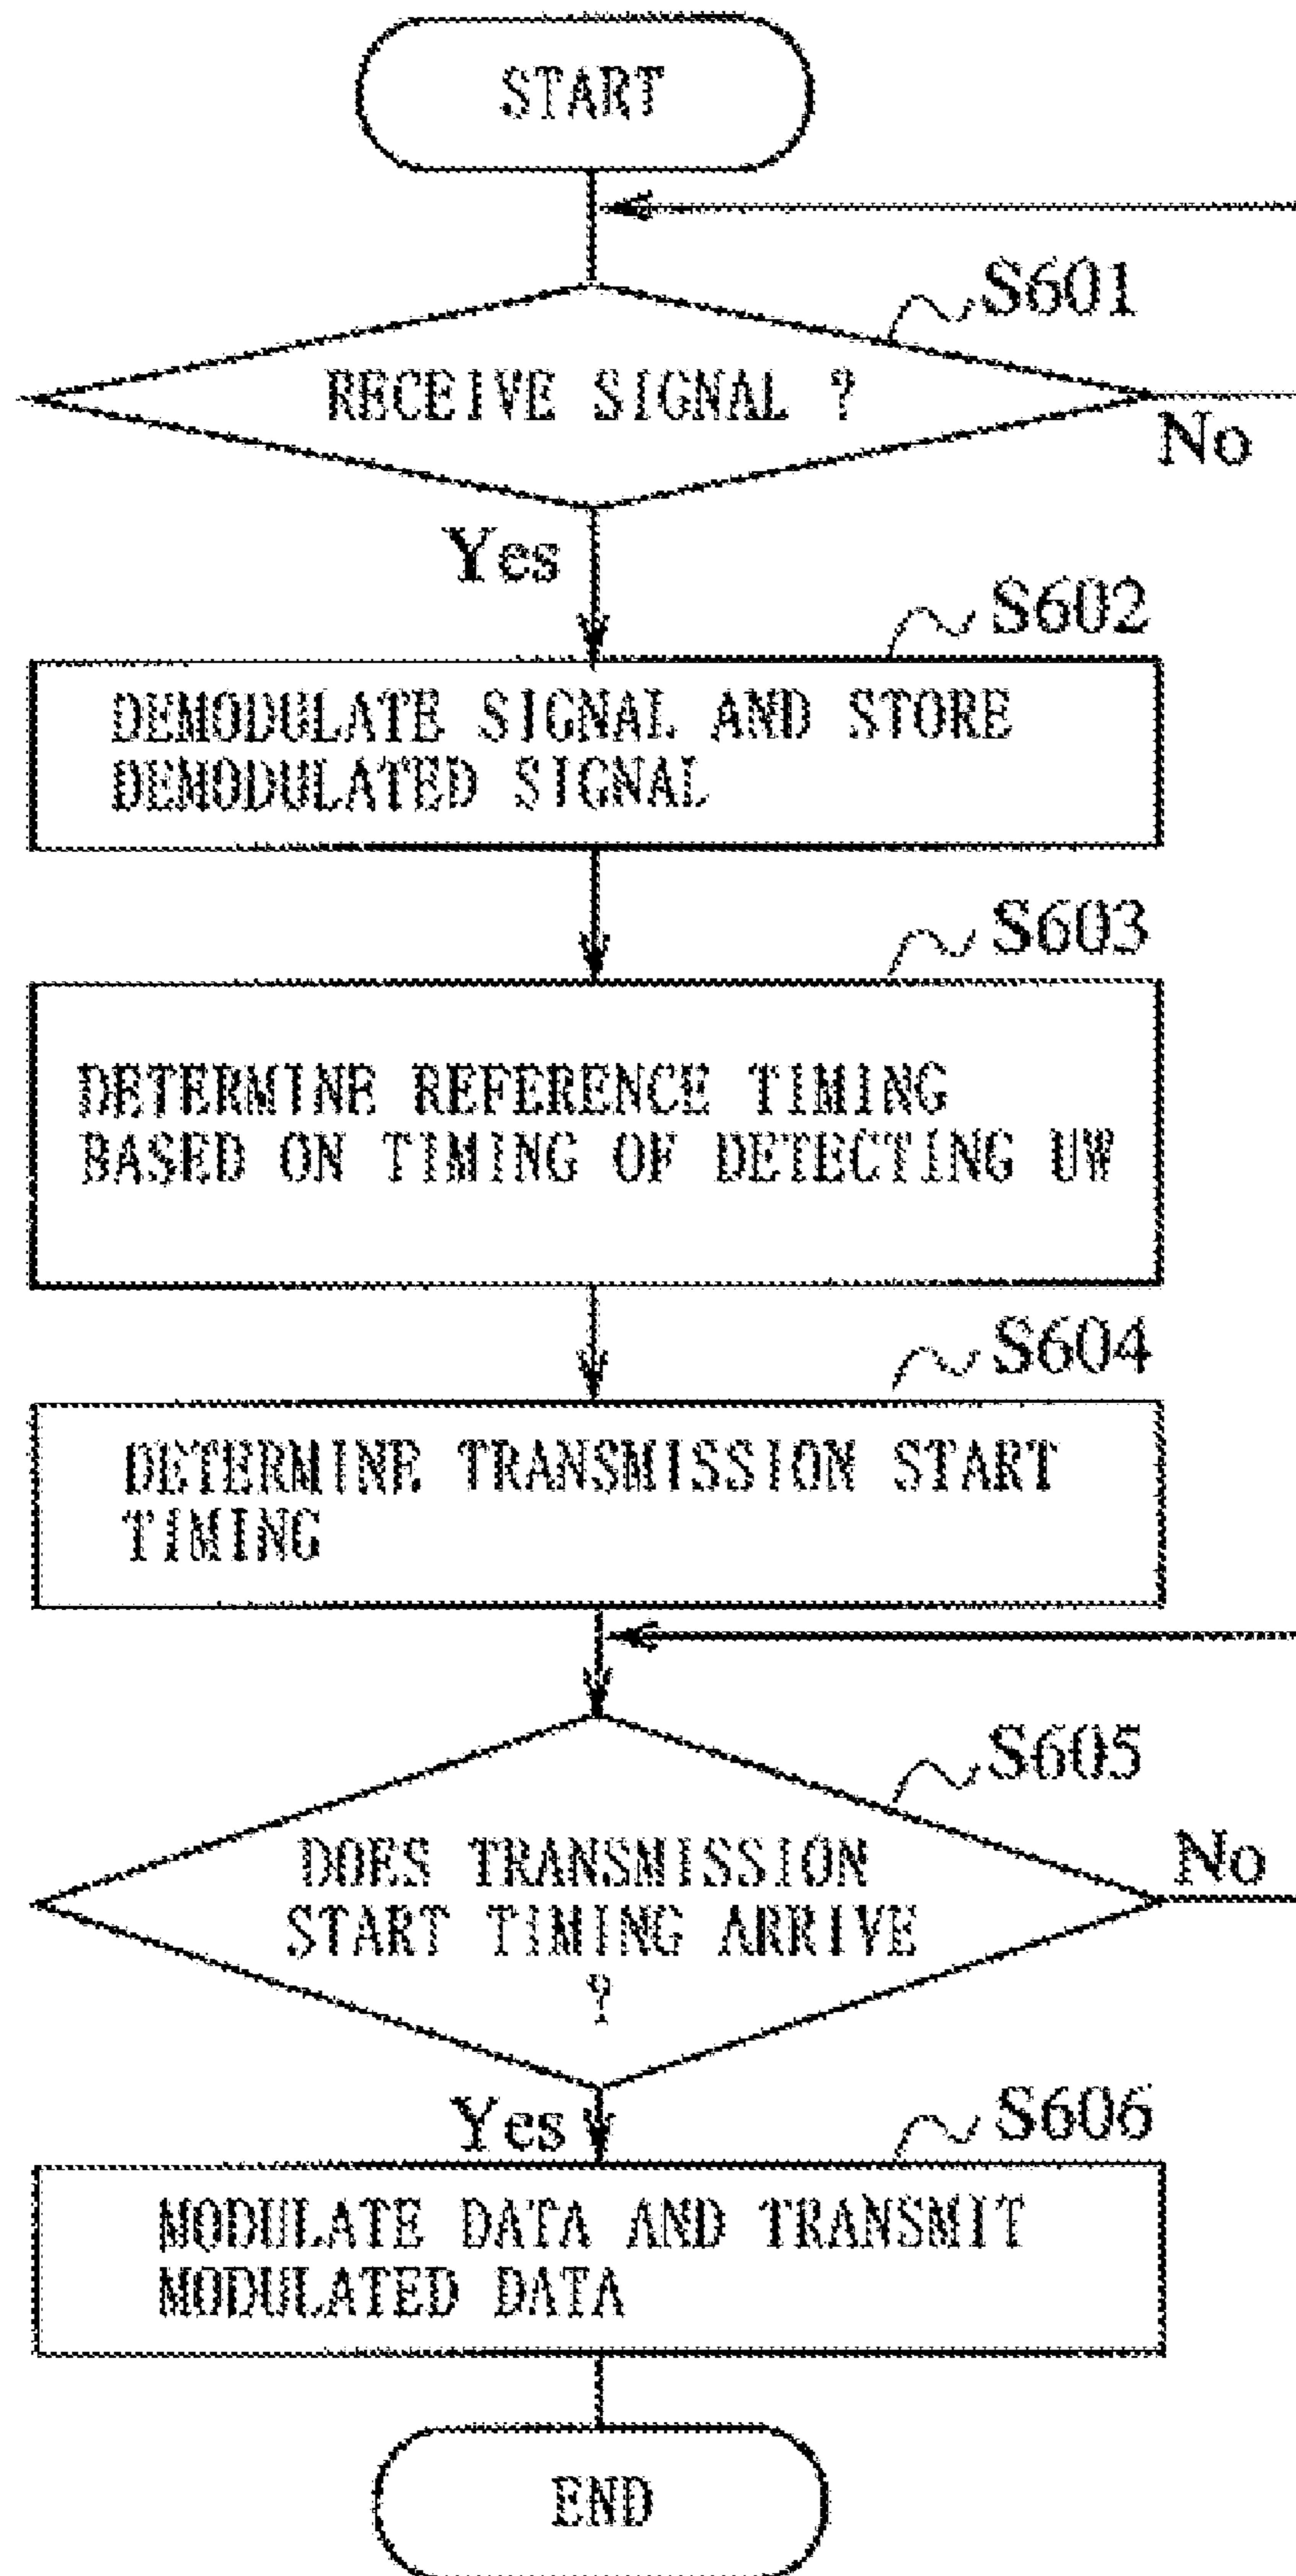 START
S601
RECEIVE SIGNAL ?
No
Yes
S602
DEMODULATE SIGNAL AND STORE
DEMODULATED SIGNAL
S603
DETERMINE REFERENCE TIMING
BASED ON TIMING OF DETECTING UW
S604
DETERMINE TRANSMISSION START
TIMING
S605
DOES TRANSMISSION
START TIMING ARRIVE
?
No
Yes
S606
MODULATE DATA AND TRANSMIT
MODULATED DATA
END